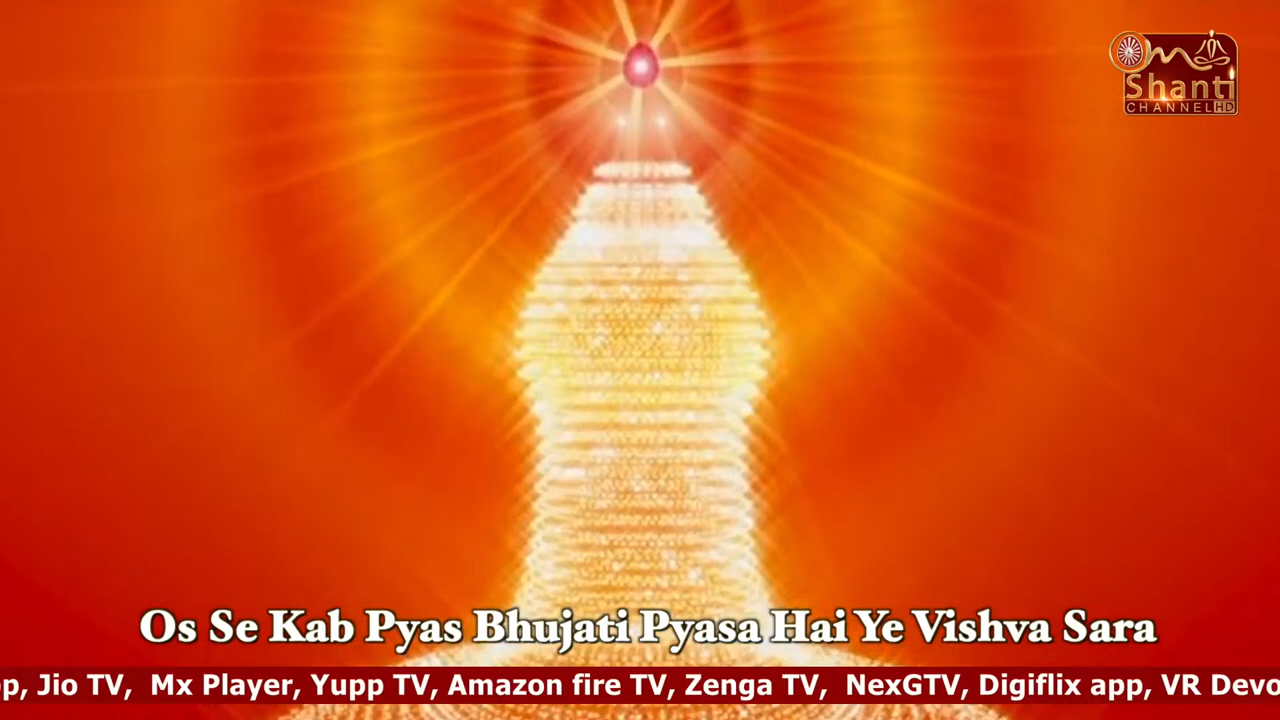 Om
Shanti
CHANNEL HD
Os Se Kab Pyas Bhujati Pyasa Hai Ye Vishva Sara
p, Jio TV, Mx Player, Yupp TV, Amazon fire TV, Zenga TV, NexGTV, Digiflix app, VR Devo